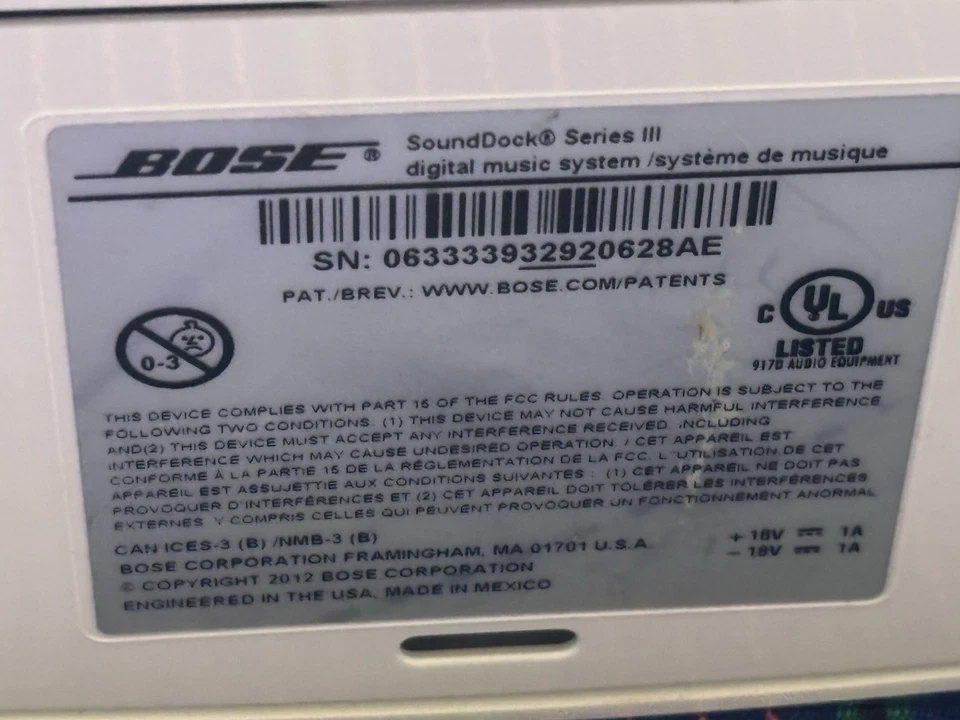 BOSE®
SoundDock® Series III
digital music system /système de musique
SN: 063333932920628AE
PAT./BREV.: WWW.BOSE.COM/PATENTS
0-3
C UL US
LISTED
917D AUDIO EQUIPMENT
THIS DEVICE COMPLIES WITH PART 15 OF THE FCC RULES. OPERATION IS SUBJECT TO THE
FOLLOWING TWO CONDITIONS: (1) THIS DEVICE MAY NOT CAUSE HARMFUL INTERFERENCE
AND(2) THIS DEVICE MUST ACCEPT ANY INTERFERENCE RECEIVED, INCLUDING
INTERFERENCE WHICH MAY CAUSE UNDESIRED OPERATION. / CET APPAREIL EST
CONFORME À LA PARTIE 15 DE LA RÉGLEMENTATION DE LA FCC. L'UTILISATION DE CET
APPAREIL EST ASSUJETTIE AUX CONDITIONS SUIVANTES : (1) CET APPAREIL NE DOIT PAS
PROVOQUER D'INTERFÉRENCES ET (2) CET APPAREIL DOIT TOLÉRER LES INTERFÉRENCES
EXTERNES, Y COMPRIS CELLES QUI PEUVENT PROVOQUER UN FONCTIONNEMENT ANORMAL
CAN ICES-3 (B) /NMB-3 (B)
BOSE CORPORATION FRAMINGHAM, MA 01701 U.S.A.
© COPYRIGHT 2012 BOSE CORPORATION
ENGINEERED IN THE USA, MADE IN MEXICO
+ 18V ⎓ 1A
− 18V ⎓ 1A